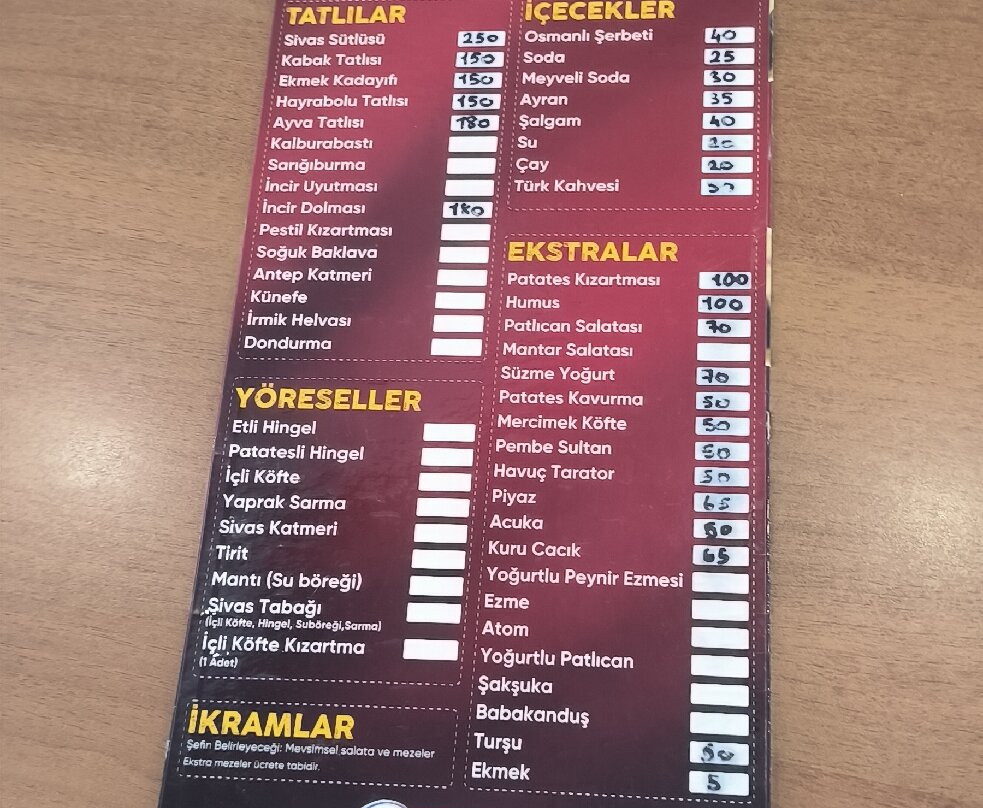 TATLILAR
Sivas Sütlüsü 250
Kabak Tatlısı 150
Ekmek Kadayıfı 150
Hayrabolu Tatlısı 150
Ayva Tatlısı 180
Kalburabastı
Sarığıburma
İncir Uyutması
İncir Dolması 180
Pestil Kızartması
Soğuk Baklava
Antep Katmeri
Künefe
İrmik Helvası
Dondurma
YÖRESELLER
Etli Hingel
Patatesli Hingel
İçli Köfte
Yaprak Sarma
Sivas Katmeri
Tirit
Mantı (Su böreği)
Sivas Tabağı
(İçli Köfte, Hingel, Suböreği,Sarma)
İçli Köfte Kızartma
(1 Adet)
İKRAMLAR
Şefin Belirleyeceği: Mevsimsel salata ve mezeler
Ekstra mezeler ücrete tabidir.
İÇECEKLER
Osmanlı Şerbeti 40
Soda 25
Meyveli Soda 30
Ayran 35
Şalgam 40
Su
Çay 20
Türk Kahvesi
EKSTRALAR
Patates Kızartması 100
Humus 100
Patlıcan Salatası 70
Mantar Salatası
Süzme Yoğurt 70
Patates Kavurma 50
Mercimek Köfte 50
Pembe Sultan 50
Havuç Tarator 50
Piyaz 65
Acuka
Kuru Cacık 65
Yoğurtlu Peynir Ezmesi
Ezme
Atom
Yoğurtlu Patlıcan
Şakşuka
Babakanduş
Turşu
Ekmek 5